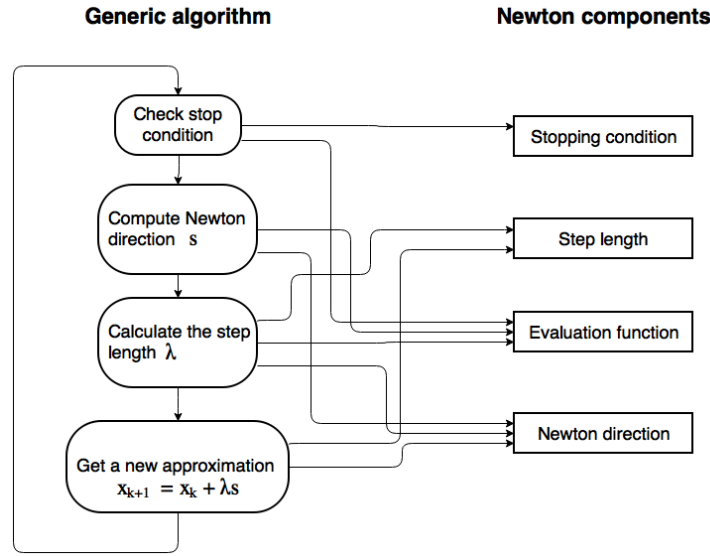 Generic algorithm
Newton components
Check stop
condition
Stopping condition
Compute Newton
direction s
Step length
Calculate the step
length λ
Evaluation function
Newton direction
Get a new approximation
xₖ₊₁ = xₖ + λs